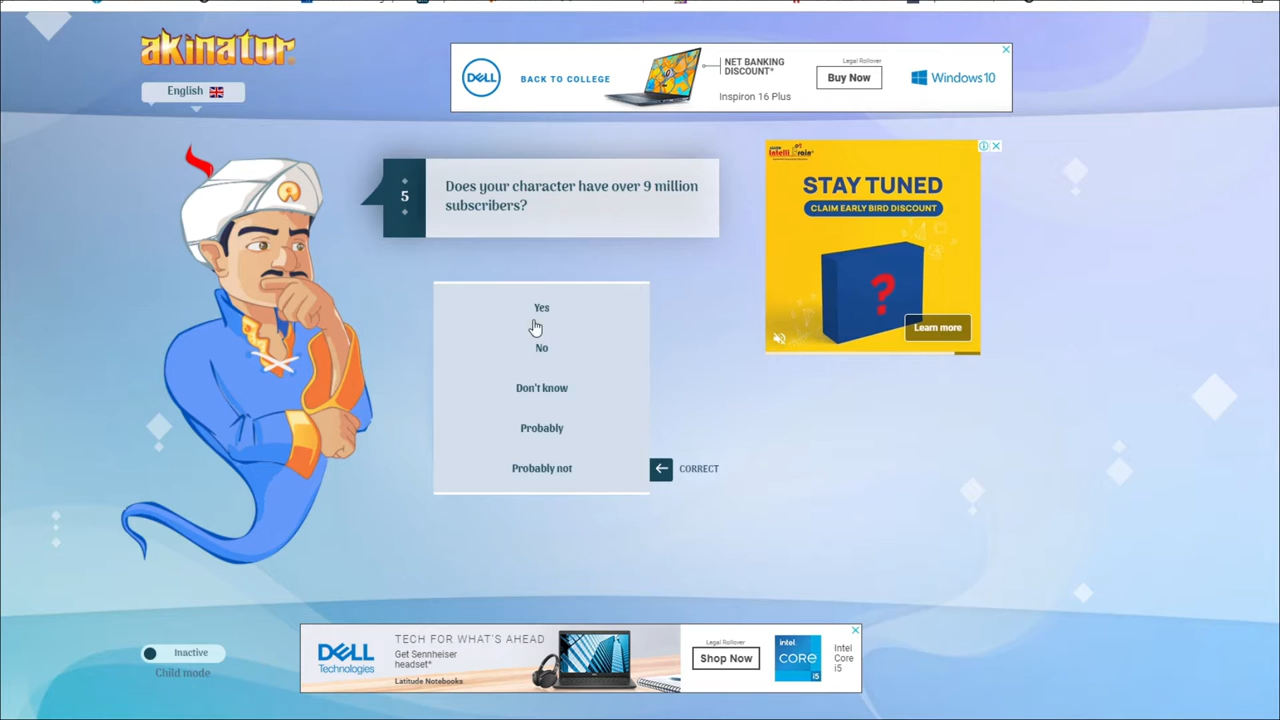 akinator
English
DELL
BACK TO COLLEGE
NET BANKING
DISCOUNT*
Inspiron 16 Plus
Legal Rollover
Buy Now
Windows 10
5
Does your character have over 9 million
subscribers?
Yes
No
Don't know
Probably
Probably not
CORRECT
STAY TUNED
CLAIM EARLY BIRD DISCOUNT
?
Learn more
Inactive
Child mode
DELL
Technologies
TECH FOR WHAT'S AHEAD
Get Sennheiser
headset*
Latitude Notebooks
Legal Rollover
Shop Now
intel.
CORE
i5
Intel
Core
i5